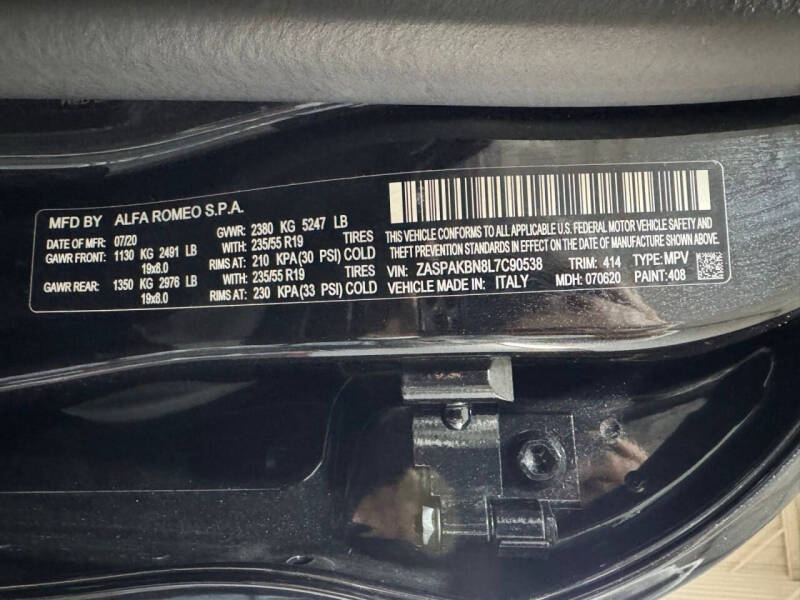 MFD BY ALFA ROMEO S.P.A.
DATE OF MFR: 07/20 GVWR: 2380 KG 5247 LB
GAWR FRONT: 1130 KG 2491 LB WITH: 235/55 R19 TIRES
19x8.0 RIMS AT: 210 KPA(30 PSI) COLD
GAWR REAR: 1350 KG 2976 LB WITH: 235/55 R19 TIRES
19x8.0 RIMS AT: 230 KPA(33 PSI) COLD
THIS VEHICLE CONFORMS TO ALL APPLICABLE U.S. FEDERAL MOTOR VEHICLE SAFETY AND
THEFT PREVENTION STANDARDS IN EFFECT ON THE DATE OF MANUFACTURE SHOWN ABOVE.
VIN: ZASPAKBN8L7C90538 TRIM: 414 TYPE: MPV
VEHICLE MADE IN: ITALY MDH: 070620 PAINT: 408